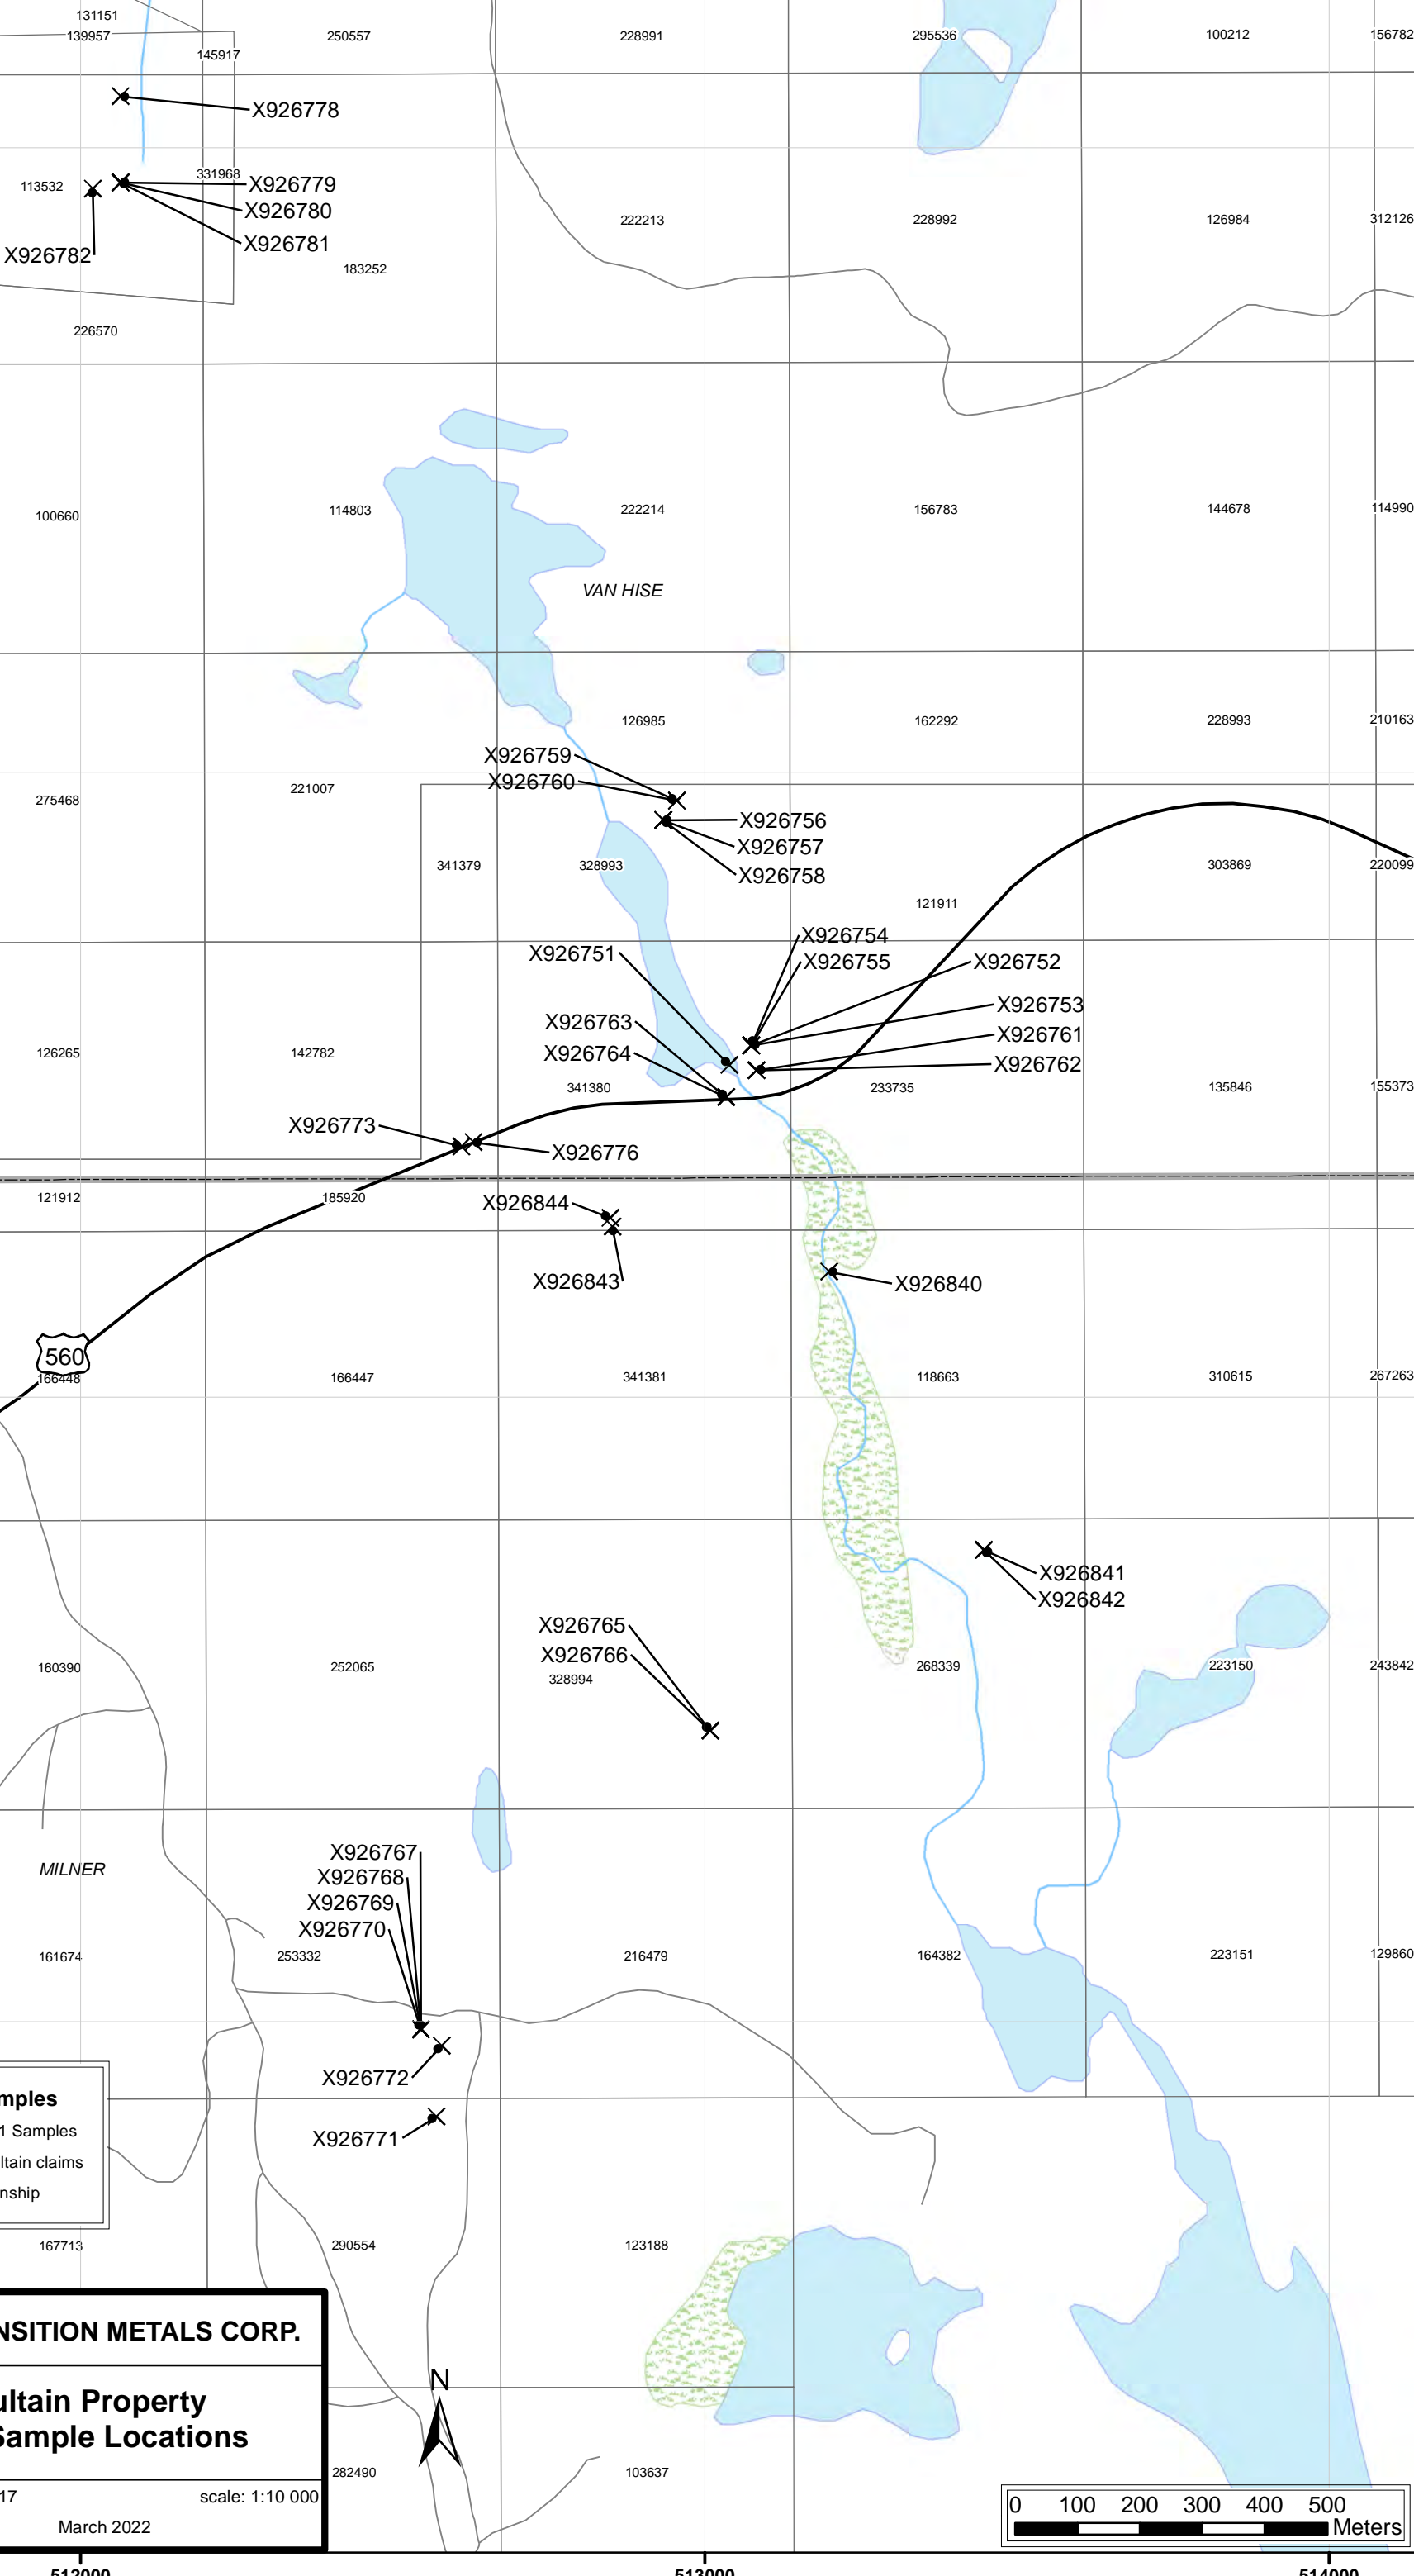 131151
139957
250557
228991
295536
100212
156782
145917
X926778
331968
113532
X926779
X926780
X926781
X926782
222213
228992
126984
312126
183252
226570
100660
114803
222214
156783
144678
114990
VAN HISE
126985
162292
228993
210163
X926759
X926760
221007
275468
X926756
X926757
X926758
341379
328993
303869
220099
121911
X926754
X926755
X926751
X926752
X926753
X926763
X926761
X926764
X926762
126265
142782
341380
233735
135846
155373
X926773
X926776
121912
185920
X926844
X926843
X926840
560
166448
166447
341381
118663
310615
267263
X926841
X926842
X926765
X926766
160390
252065
328994
268339
223150
243842
X926767
MILNER
X926768
X926769
X926770
161674
253332
216479
164382
223151
129860
X926772
mples
X926771
1 Samples
ltain claims
nship
167713
290554
123188
NSITION METALS CORP.
N
ultain Property
Sample Locations
282490
103637
17
scale: 1:10 000
March 2022
0 100 200 300 400 500
Meters
512000
513000
514000